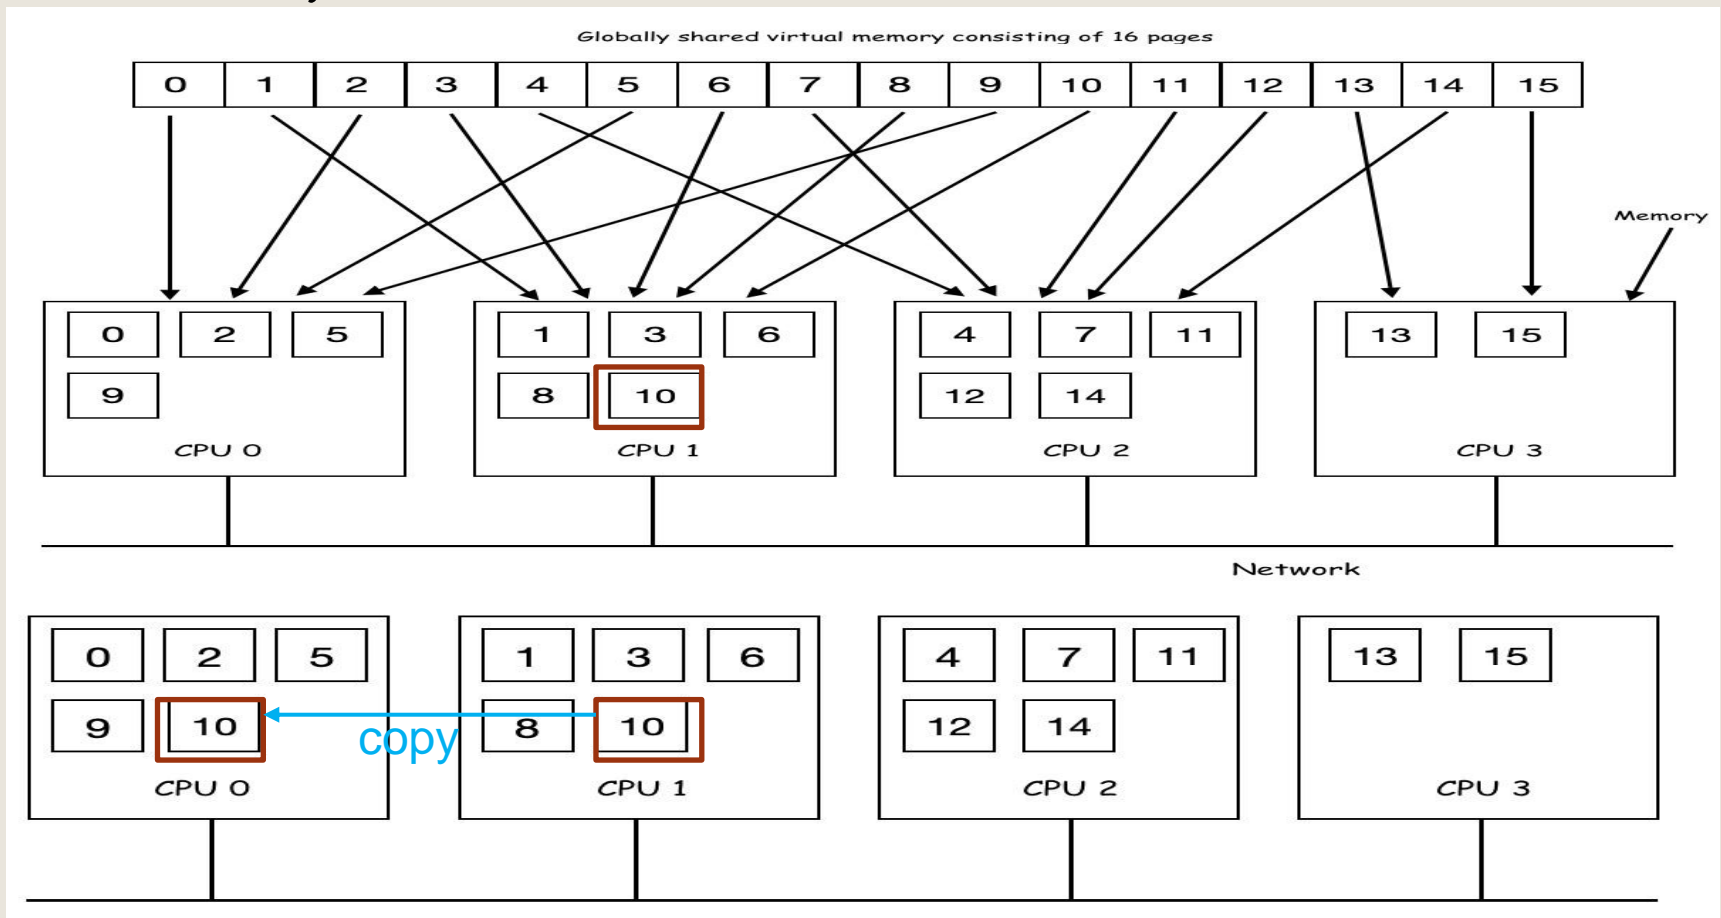 Globally shared virtual memory consisting of 16 pages
0 1 2 3 4 5 6 7 8 9 10 11 12 13 14 15
Memory
0 2 5 1 3 6 4 7 11 13 15
9 8 10 12 14
CPU 0 CPU 1 CPU 2 CPU 3
Network
0 2 5 1 3 6 4 7 11 13 15
9 10 8 10 12 14
copy
CPU 0 CPU 1 CPU 2 CPU 3